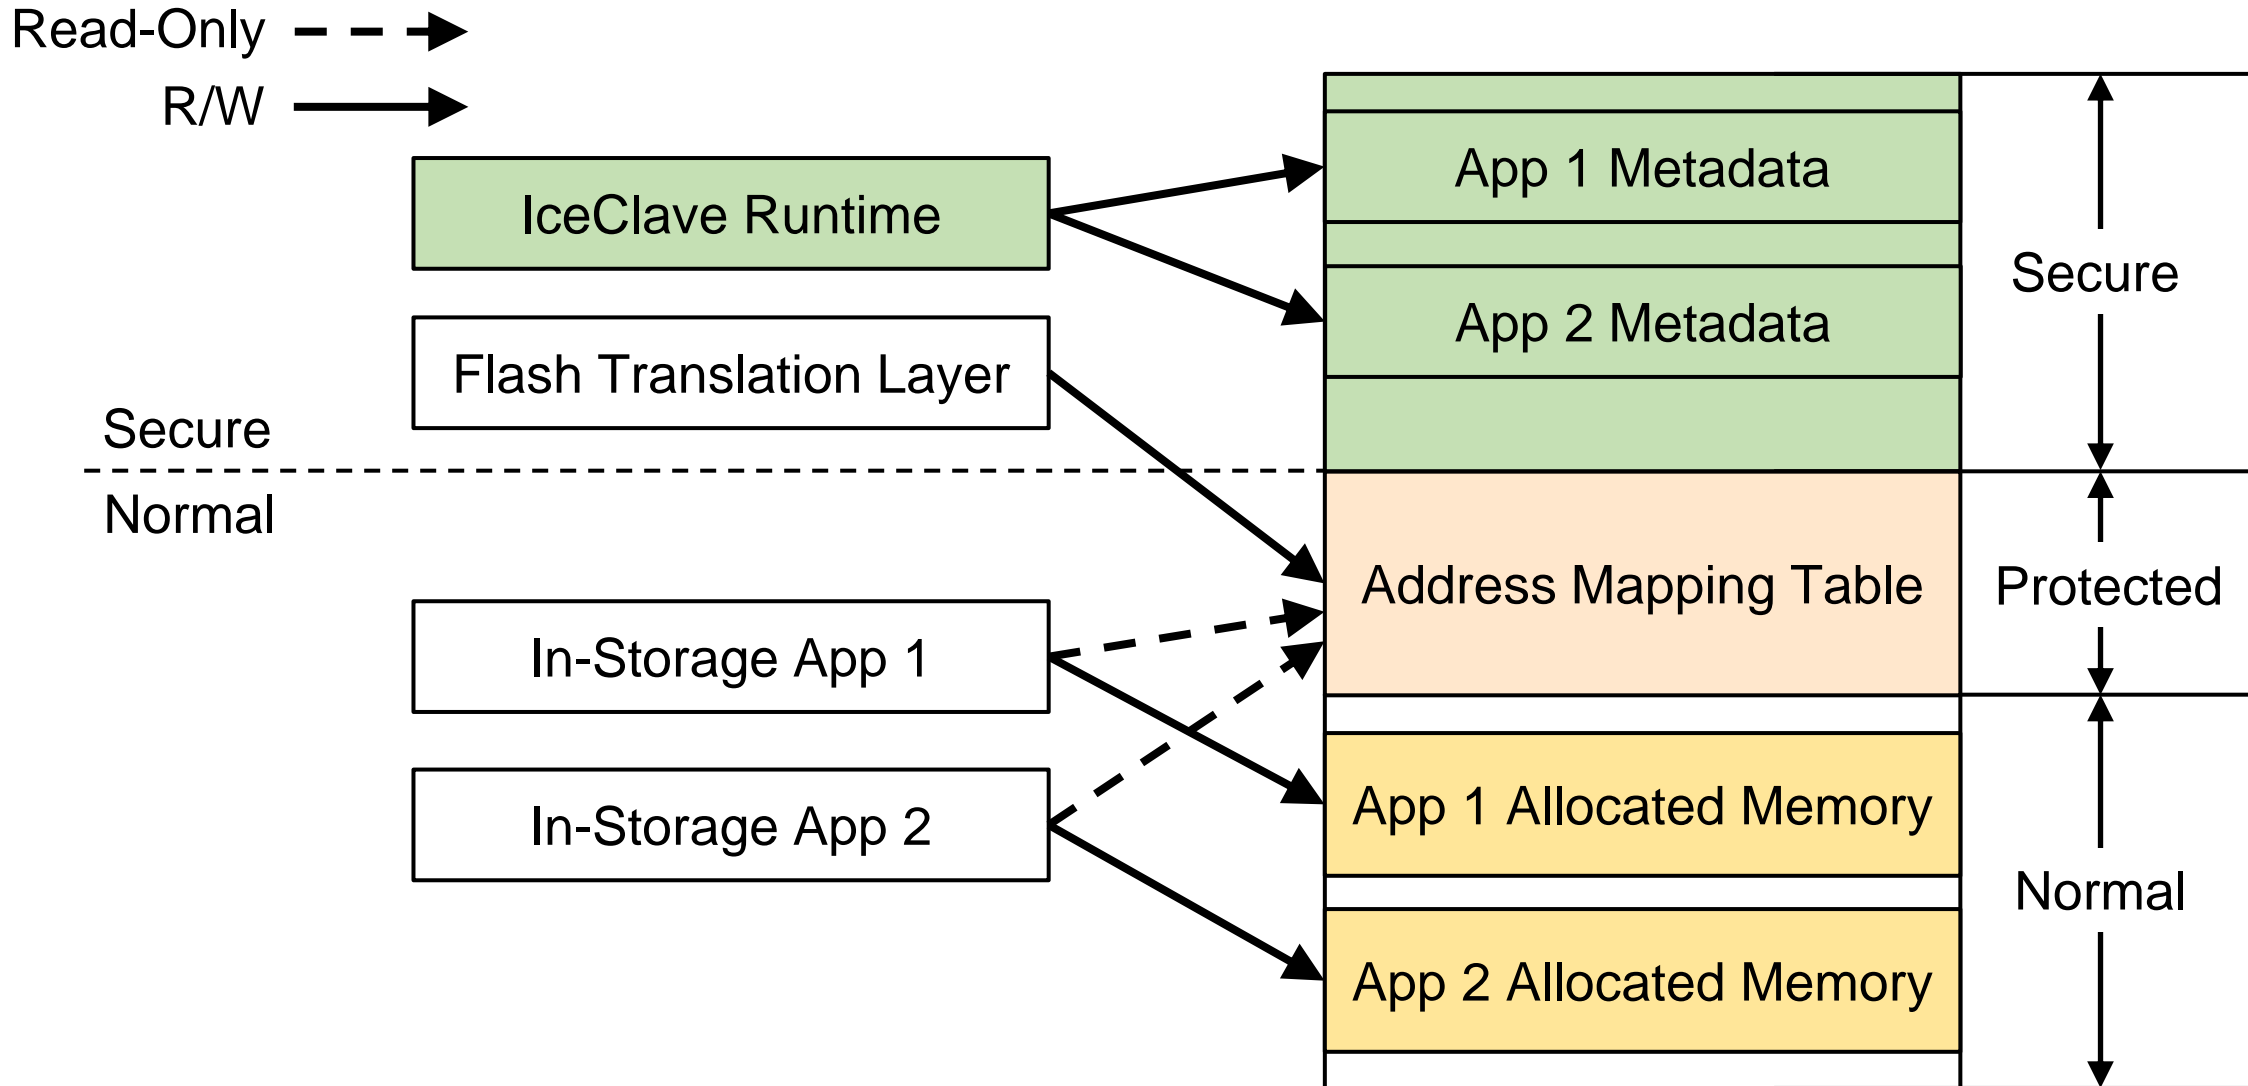 Read-Only
R/W
IceClave Runtime
Flash Translation Layer
Secure
Normal
In-Storage App 1
In-Storage App 2
App 1 Metadata
App 2 Metadata
Address Mapping Table
App 1 Allocated Memory
App 2 Allocated Memory
Secure
Protected
Normal